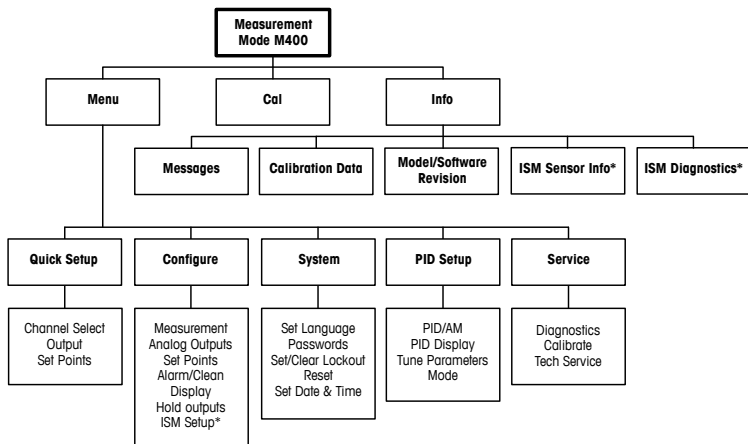 Measurement
Mode M400
Menu
Cal
Info
Messages
Calibration Data
Model/Software
Revision
ISM Sensor Info*
ISM Diagnostics*
Quick Setup
Configure
System
PID Setup
Service
Channel Select
Output
Set Points
Measurement
Analog Outputs
Set Points
Alarm/Clean
Display
Hold outputs
ISM Setup*
Set Language
Passwords
Set/Clear Lockout
Reset
Set Date & Time
PID/AM
PID Display
Tune Parameters
Mode
Diagnostics
Calibrate
Tech Service